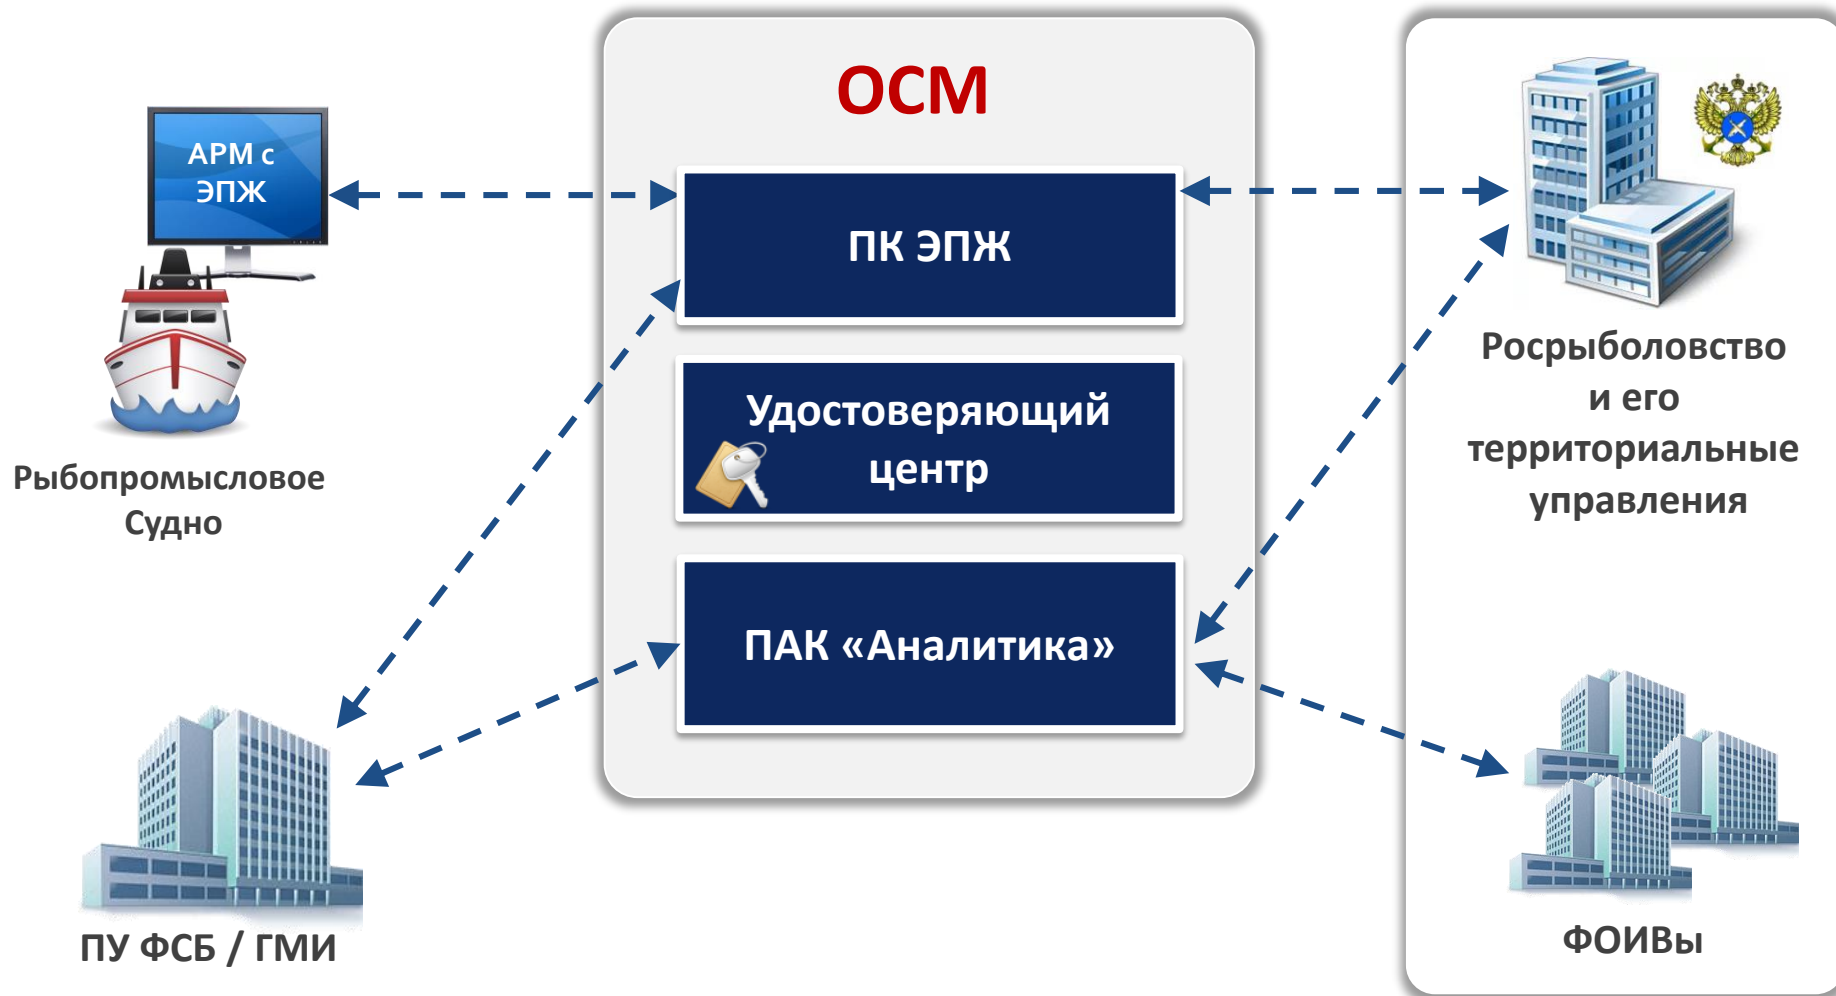 ОСМ
АРМ с
ЭПЖ
Рыбопромысловое
Судно
ПК ЭПЖ
Удостоверяющий
центр
ПАК «Аналитика»
Росрыболовство
и его
территориальные
управления
ПУ ФСБ / ГМИ
ФОИВы